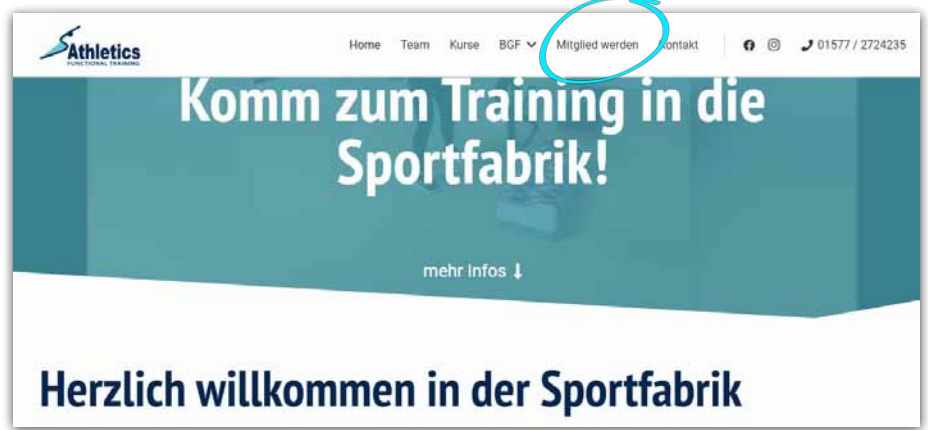 Athletics
FUNCTIONAL TRAINING
Home Team Kurse BGF Mitglied werden Kontakt 01577 / 2724235
Komm zum Training in die
Sportfabrik!
mehr Infos ↓
Herzlich willkommen in der Sportfabrik